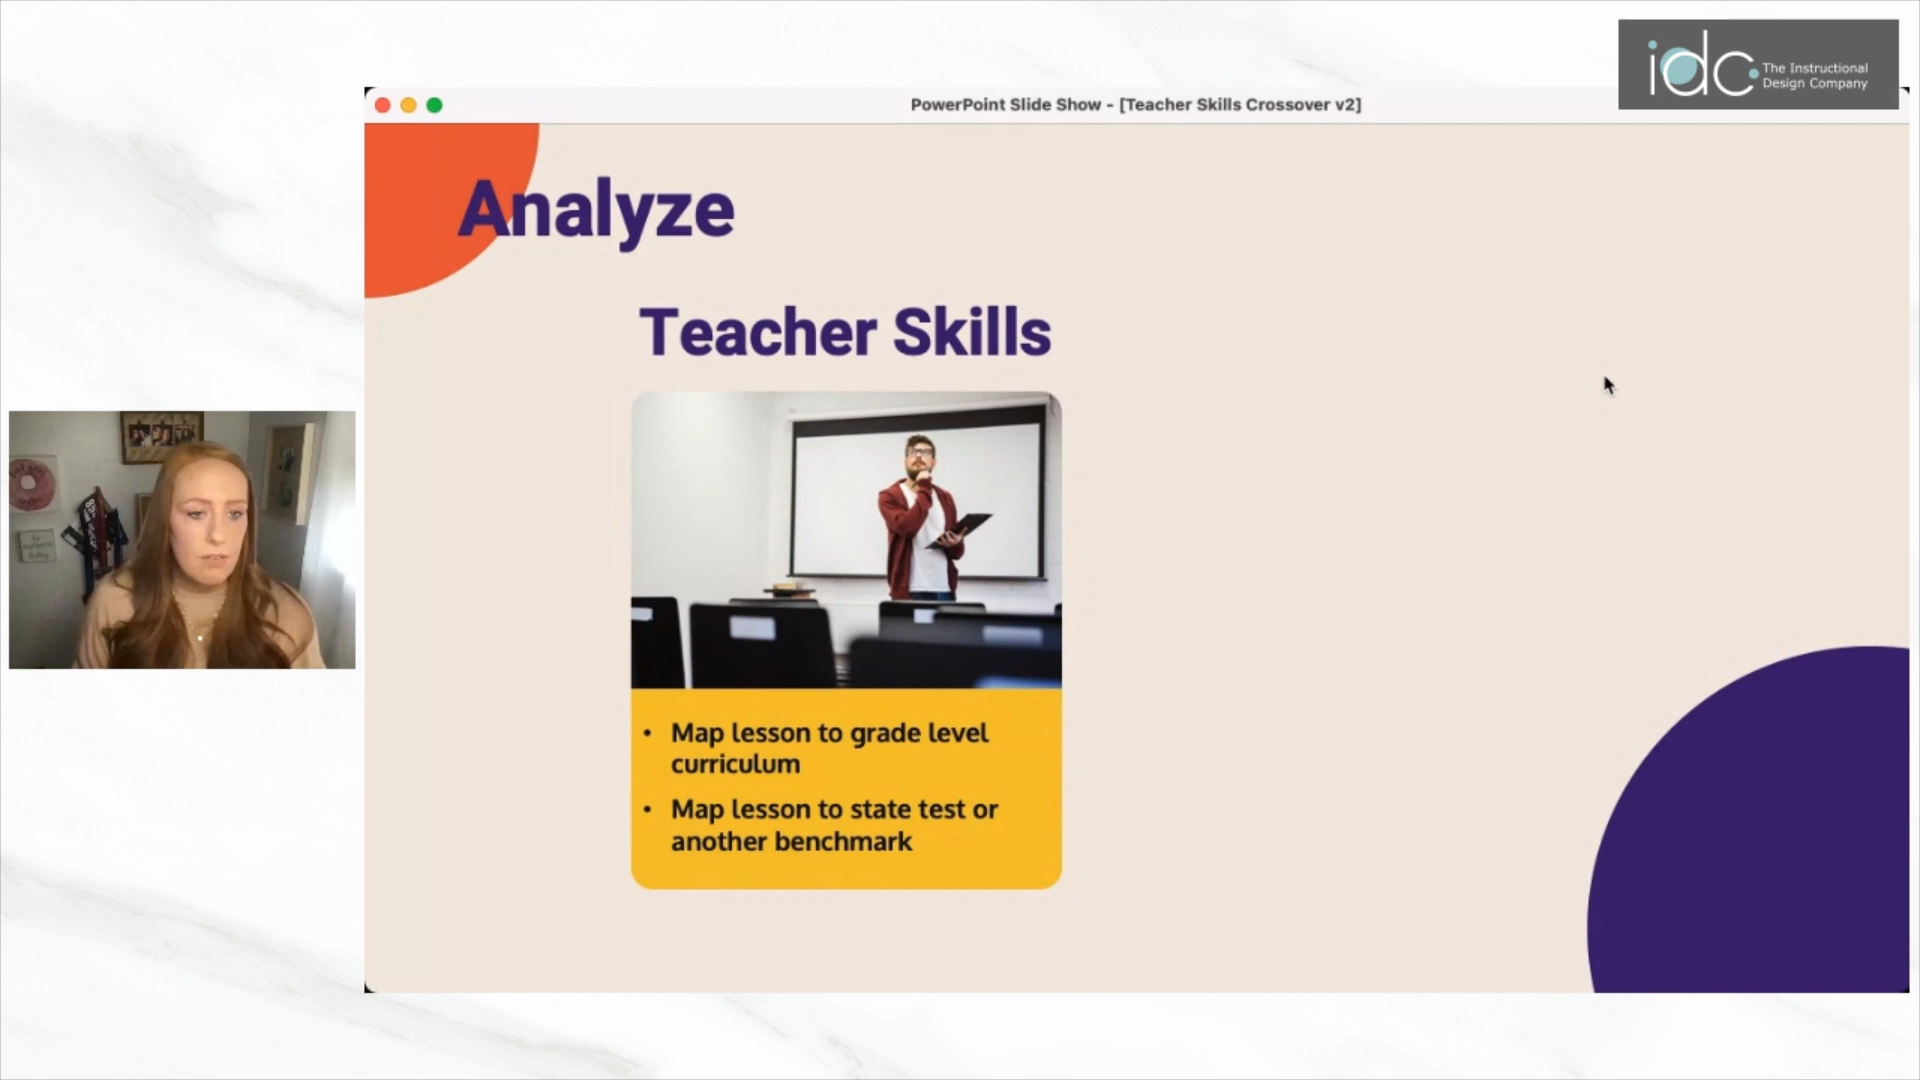 idc The Instructional
Design Company
PowerPoint Slide Show - [Teacher Skills Crossover v2]
Analyze
Teacher Skills
• Map lesson to grade level
curriculum
• Map lesson to state test or
another benchmark